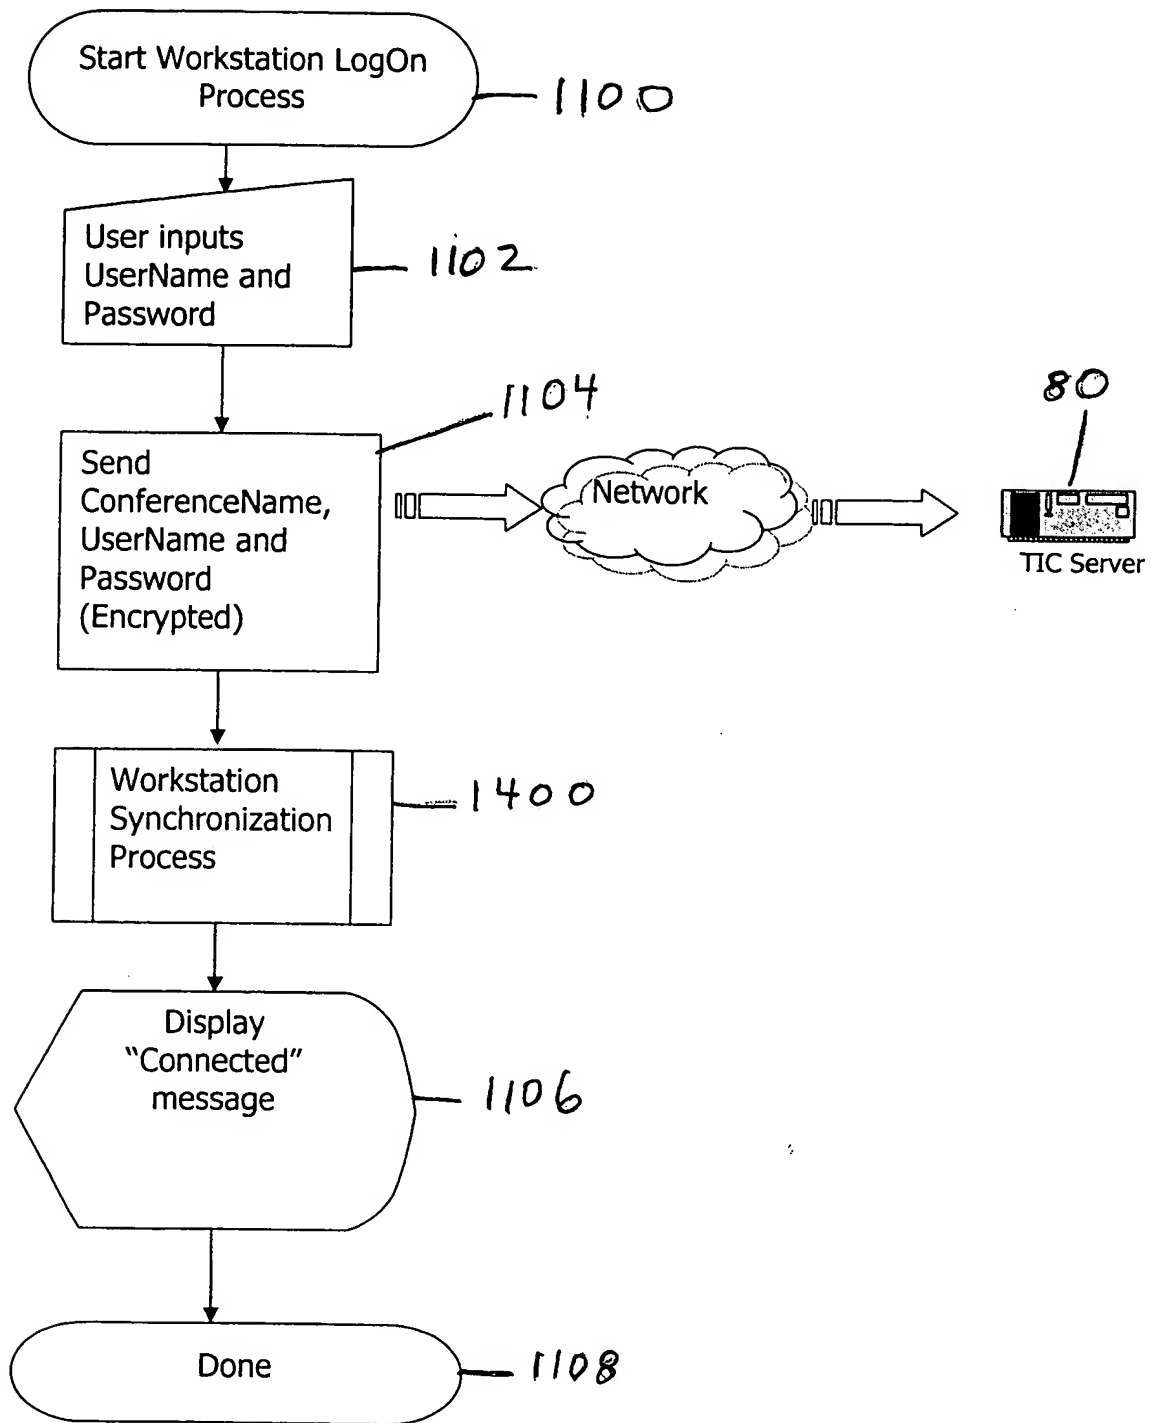 Start Workstation LogOn
Process
1100
User inputs
UserName and
Password
1102
1104
80
Send
ConferenceName,
UserName and
Password
(Encrypted)
Network
TIC Server
Workstation
Synchronization
Process
1400
Display
“Connected”
message
1106
Done
1108